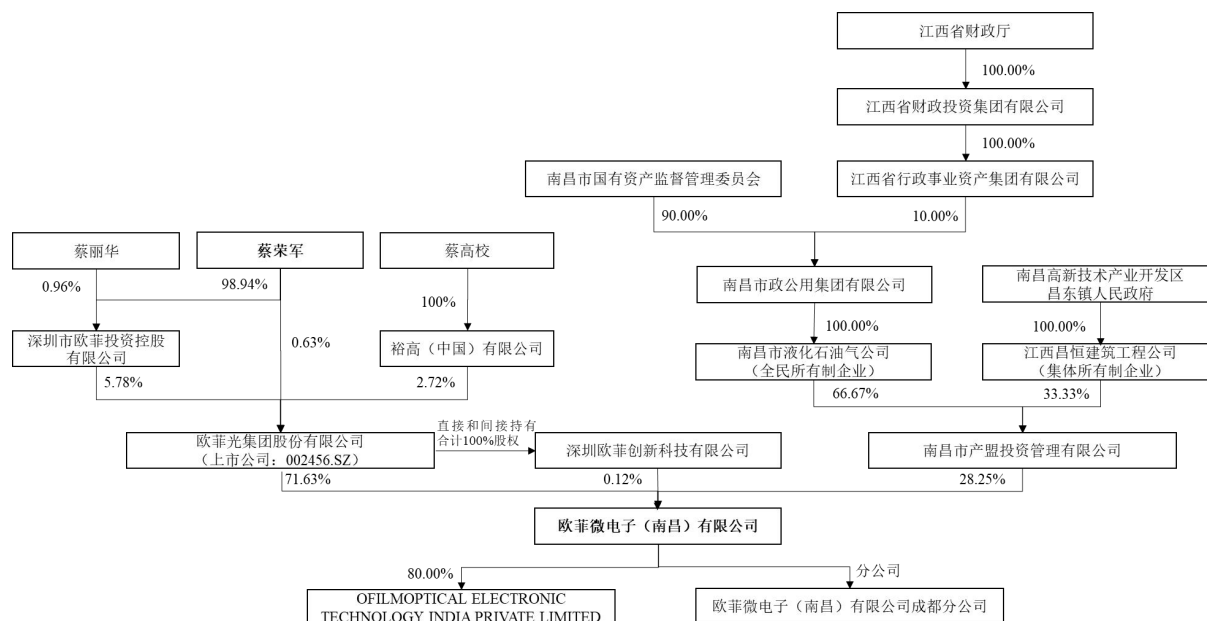 江西省财政厅
100.00%
江西省财政投资集团有限公司
100.00%
南昌市国有资产监督管理委员会
江西省行政事业资产集团有限公司
90.00%
10.00%
蔡丽华
蔡荣军
蔡高校
南昌市政公用集团有限公司
南昌高新技术产业开发区
昌东镇人民政府
0.96%
98.94%
100%
100.00%
100.00%
深圳市欧菲投资控股
有限公司
0.63%
裕高（中国）有限公司
南昌市液化石油气公司
（全民所有制企业）
江西昌恒建筑工程公司
（集体所有制企业）
5.78%
2.72%
66.67%
33.33%
欧菲光集团股份有限公司
（上市公司：002456.SZ）
直接和间接持有
合计100%股权
深圳欧菲创新科技有限公司
南昌市产盟投资管理有限公司
71.63%
0.12%
28.25%
欧菲微电子（南昌）有限公司
80.00%
分公司
OFILMOPTICAL ELECTRONIC
TECHNOLOGY INDIA PRIVATE LIMITED
欧菲微电子（南昌）有限公司成都分公司